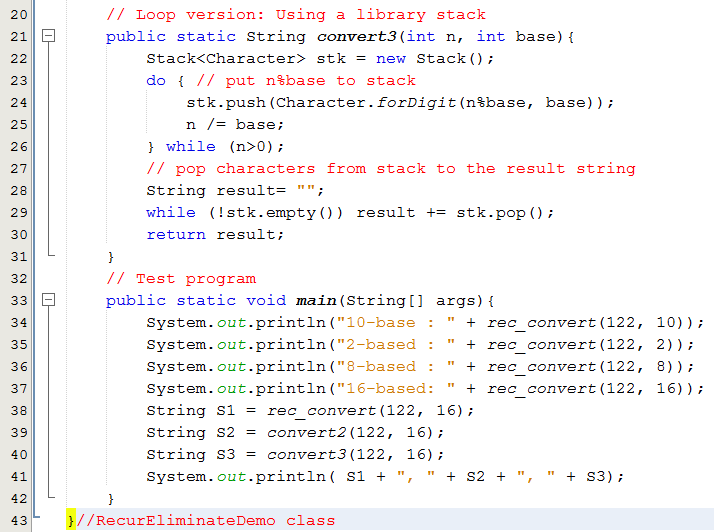 20 // Loop version: Using a library stack
21 public static String convert3(int n, int base){
22 Stack<Character> stk = new Stack();
23 do { // put n%base to stack
24 stk.push(Character.forDigit(n%base, base));
25 n /= base;
26 } while (n>0);
27 // pop characters from stack to the result string
28 String result= "";
29 while (!stk.empty()) result += stk.pop();
30 return result;
31 }
32 // Test program
33 public static void main(String[] args){
34 System.out.println("10-base : " + rec_convert(122, 10));
35 System.out.println("2-based : " + rec_convert(122, 2));
36 System.out.println("8-based : " + rec_convert(122, 8));
37 System.out.println("16-based: " + rec_convert(122, 16));
38 String S1 = rec_convert(122, 16);
39 String S2 = convert2(122, 16);
40 String S3 = convert3(122, 16);
41 System.out.println( S1 + ", " + S2 + ", " + S3);
42 }
43 }//RecurEliminateDemo class